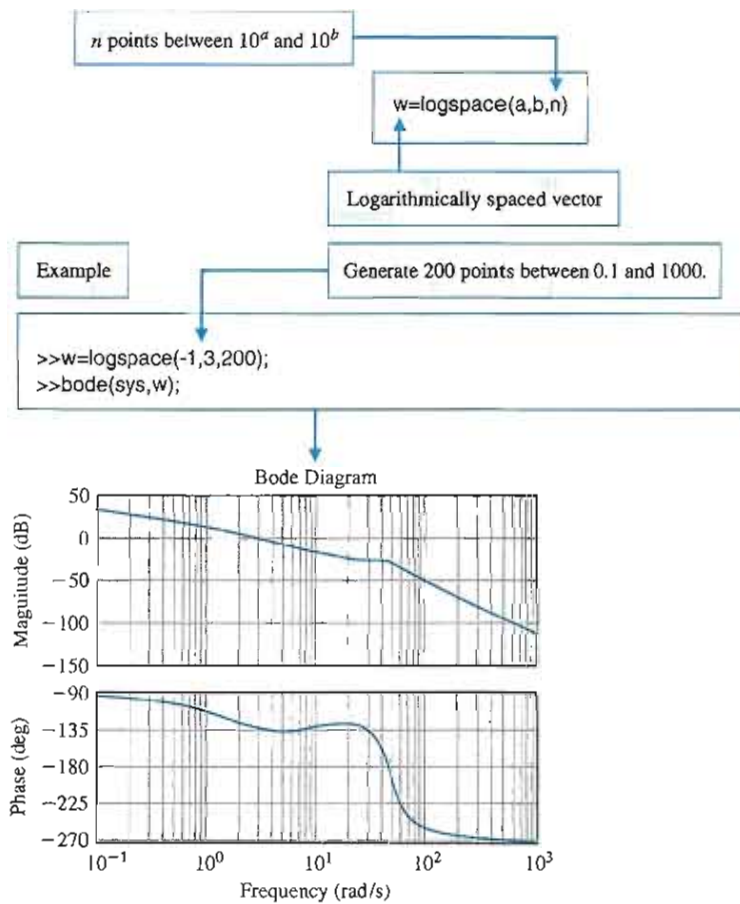 n points between 10^a and 10^b
w=logspace(a,b,n)
Logarithmically spaced vector
Example
Generate 200 points between 0.1 and 1000.
>>w=logspace(-1,3,200);
>>bode(sys,w);
Bode Diagram
Magnitude (dB)
50
0
−50
−100
−150
Phase (deg)
−90
−135
−180
−225
−270
10^−1 10^0 10^1 10^2 10^3
Frequency (rad/s)